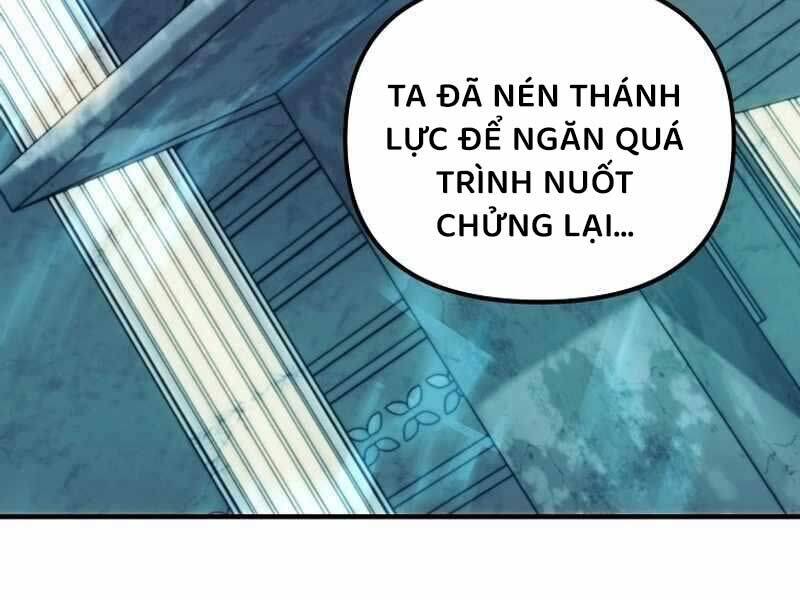 TA ĐÃ NÉN THÁNH
LỰC ĐỂ NGĂN QUÁ
TRÌNH NUỐT
CHỬNG LẠI...